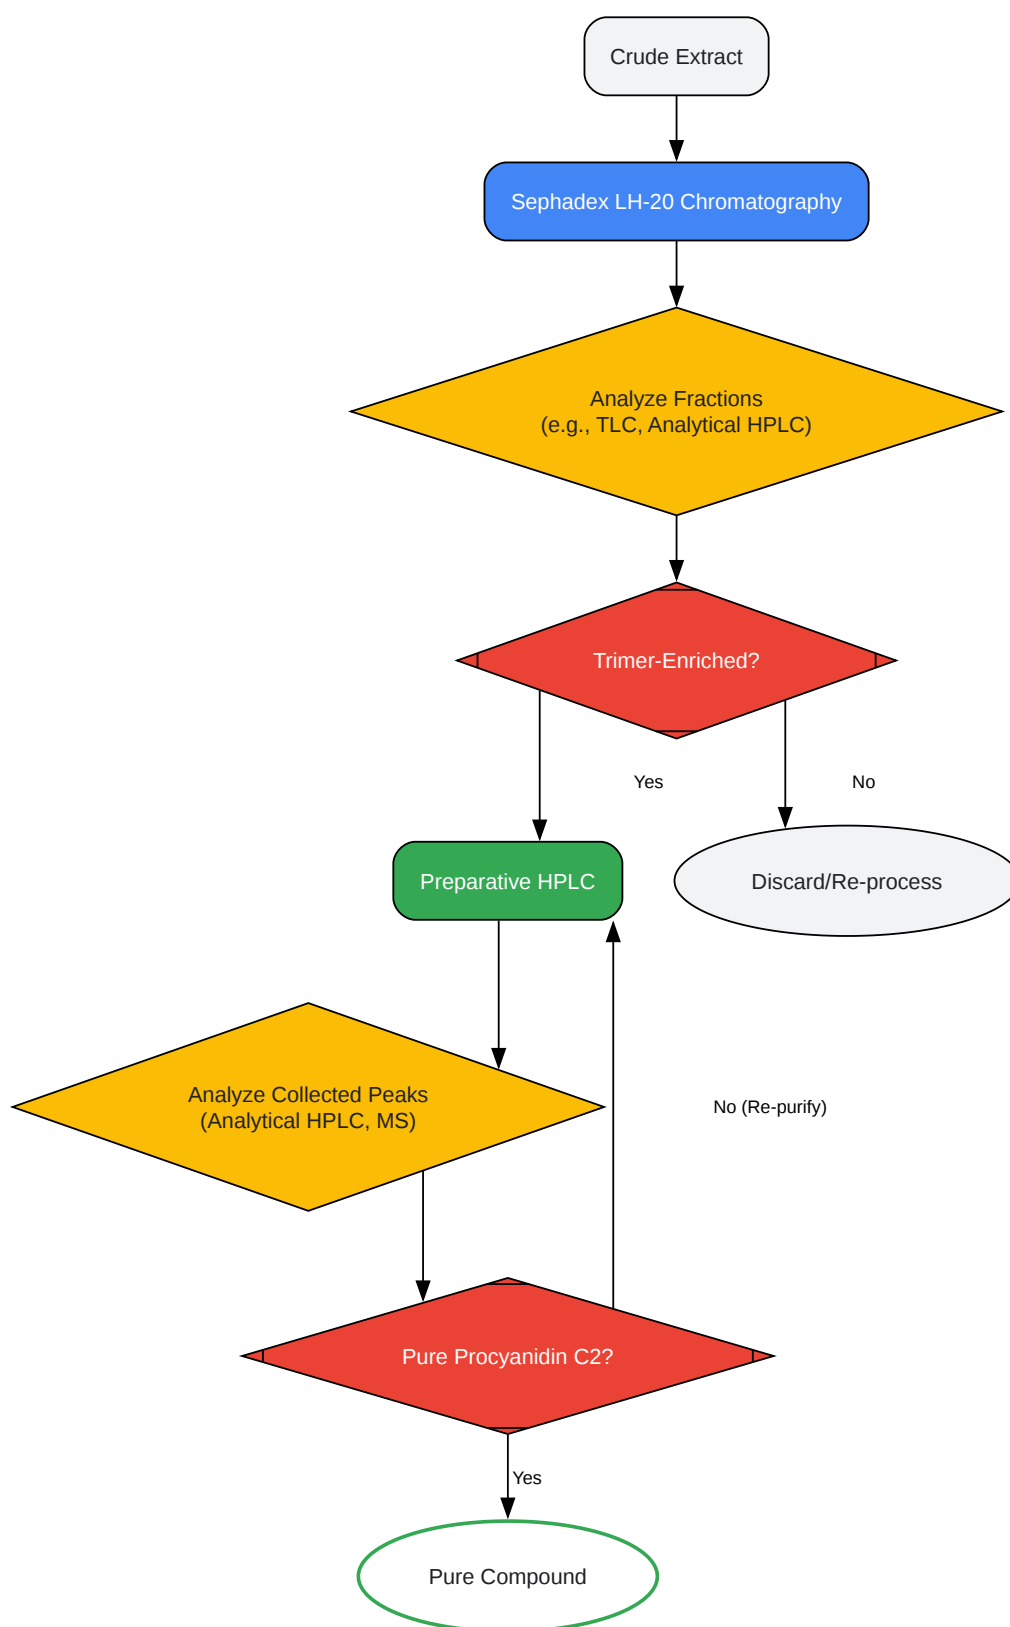 Crude Extract
Sephadex LH-20 Chromatography
Analyze Fractions
(e.g., TLC, Analytical HPLC)
Trimer-Enriched?
Yes
No
Preparative HPLC
Discard/Re-process
Analyze Collected Peaks
(Analytical HPLC, MS)
No (Re-purify)
Pure Procyanidin C2?
Yes
Pure Compound